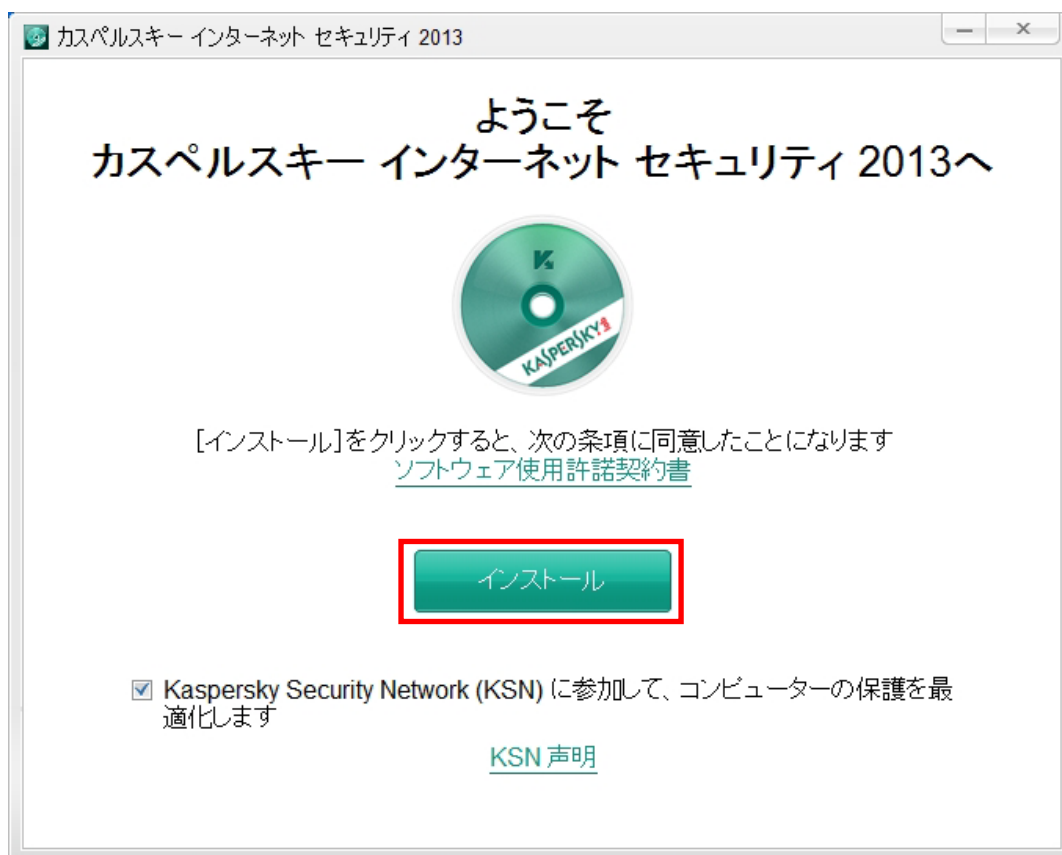 カスペルスキー インターネット セキュリティ 2013
ようこそ
カスペルスキー インターネット セキュリティ 2013へ
KASPERSKY
[インストール]をクリックすると、次の条項に同意したことになります
ソフトウェア使用許諾契約書
インストール
Kaspersky Security Network (KSN) に参加して、コンピューターの保護を最
適化します
KSN 声明